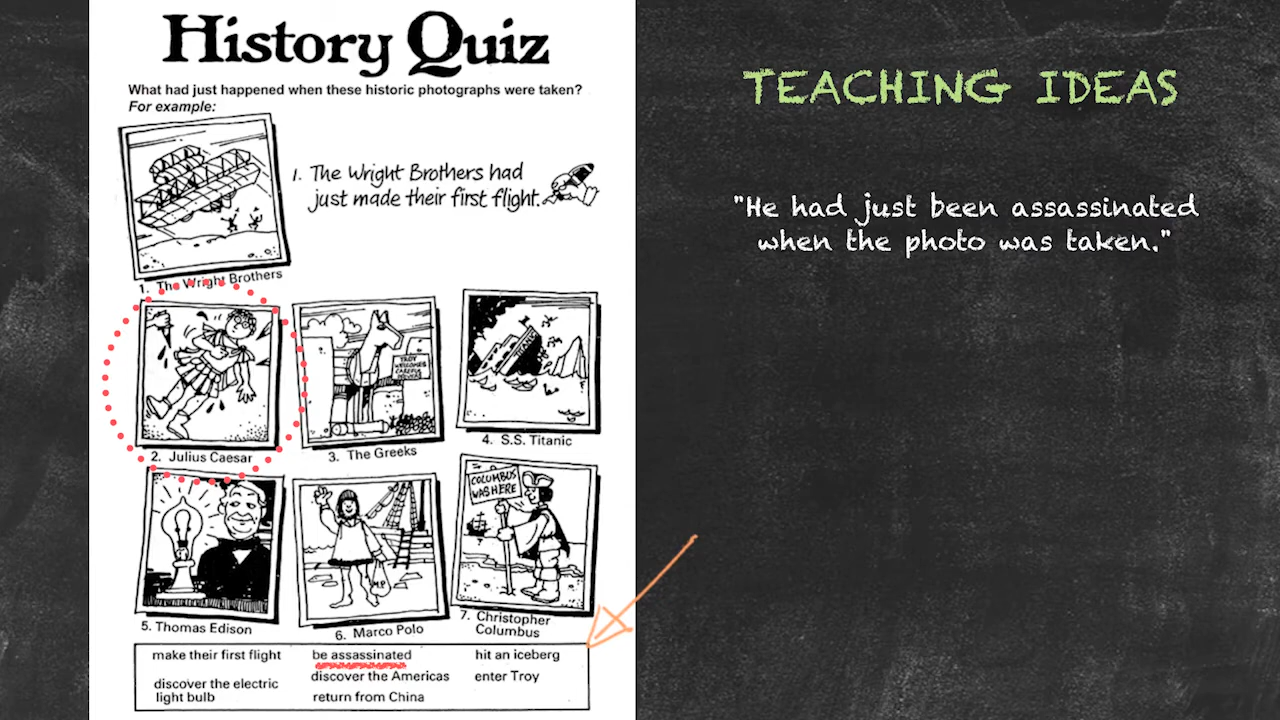 History Quiz
What had just happened when these historic photographs were taken?
For example:
1. The Wright Brothers had
just made their first flight.
1. The Wright Brothers
TROY
WELCOMES
CAREFUL
TITANIC
2. Julius Caesar
3. The Greeks
4. S.S. Titanic
COLUMBUS
WAS HERE
M.P.
5. Thomas Edison
6. Marco Polo
7. Christopher
Columbus
make their first flight
be assassinated
hit an iceberg
discover the electric
light bulb
discover the Americas
enter Troy
return from China
TEACHING IDEAS
"He had just been assassinated
when the photo was taken."